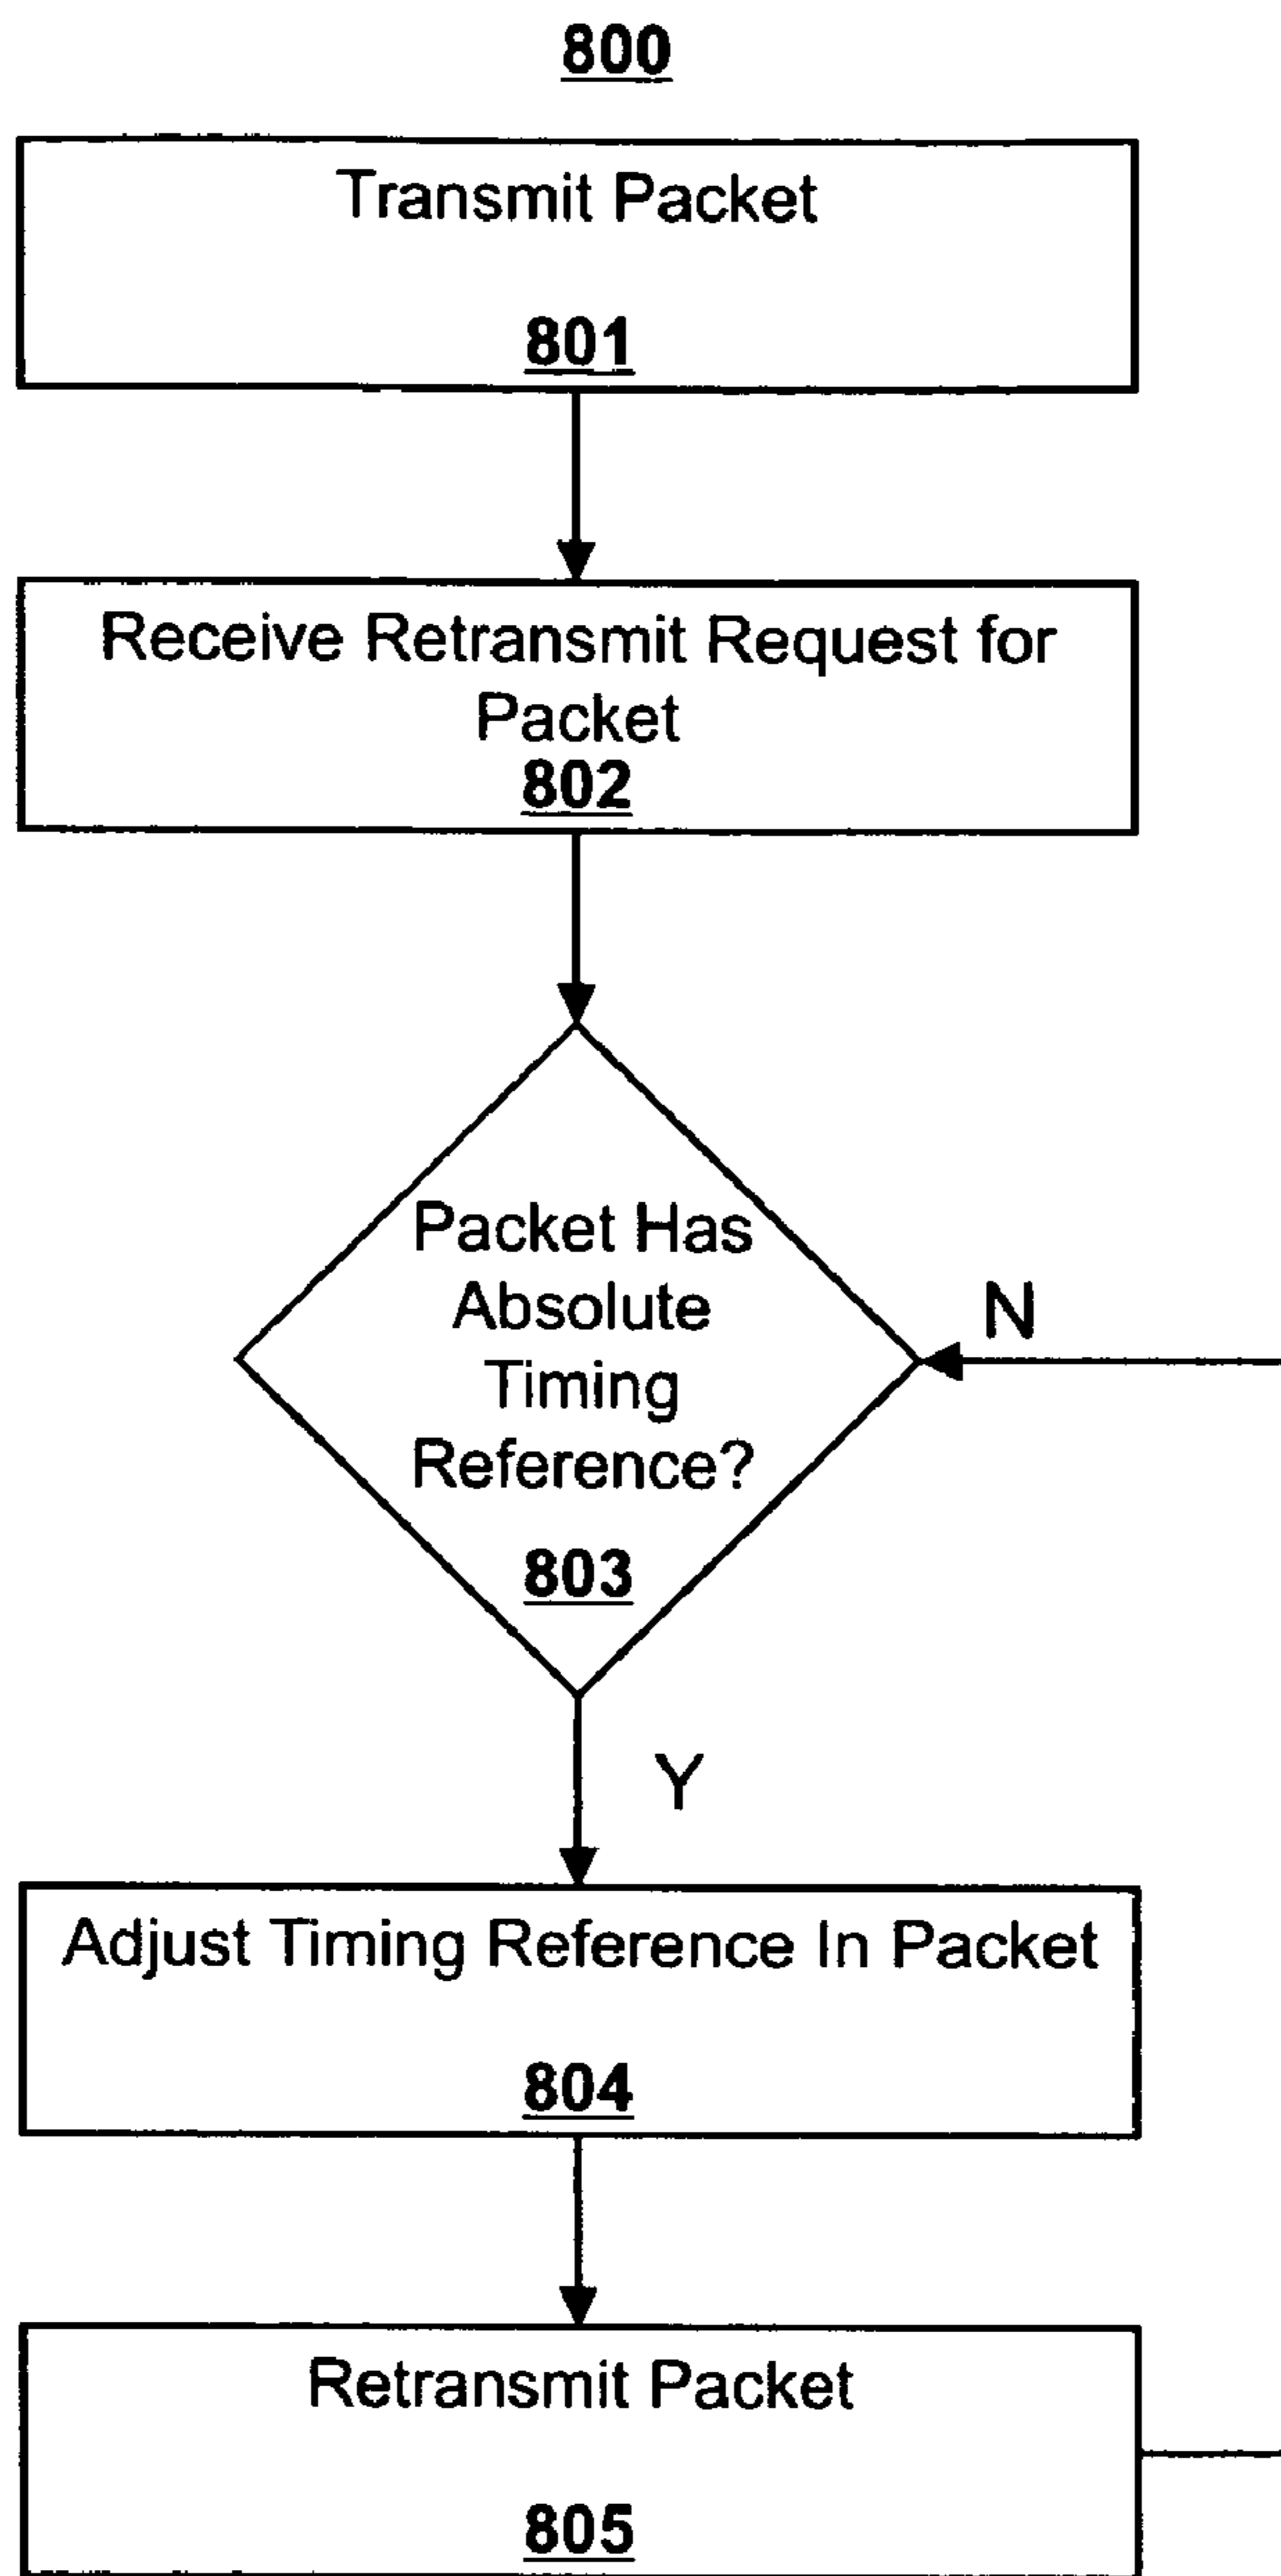 800
Transmit Packet
801
Receive Retransmit Request for
Packet
802
Packet Has
Absolute
Timing
Reference?
803
N
Y
Adjust Timing Reference In Packet
804
Retransmit Packet
805